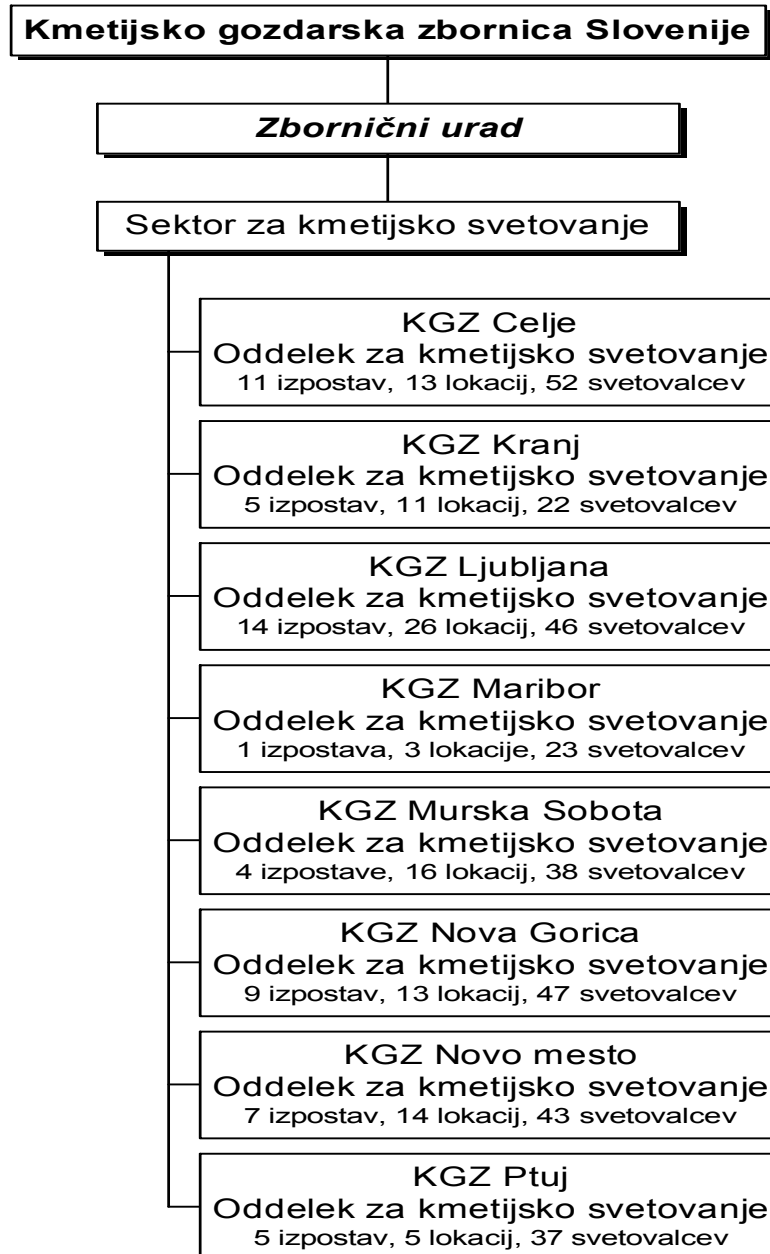 Kmetijsko gozdarska zbornica Slovenije
Zbornični urad
Sektor za kmetijsko svetovanje
KGZ Celje
Oddelek za kmetijsko svetovanje
11 izpostav, 13 lokacij, 52 svetovalcev
KGZ Kranj
Oddelek za kmetijsko svetovanje
5 izpostav, 11 lokacij, 22 svetovalcev
KGZ Ljubljana
Oddelek za kmetijsko svetovanje
14 izpostav, 26 lokacij, 46 svetovalcev
KGZ Maribor
Oddelek za kmetijsko svetovanje
1 izpostava, 3 lokacije, 23 svetovalcev
KGZ Murska Sobota
Oddelek za kmetijsko svetovanje
4 izpostave, 16 lokacij, 38 svetovalcev
KGZ Nova Gorica
Oddelek za kmetijsko svetovanje
9 izpostav, 13 lokacij, 47 svetovalcev
KGZ Novo mesto
Oddelek za kmetijsko svetovanje
7 izpostav, 14 lokacij, 43 svetovalcev
KGZ Ptuj
Oddelek za kmetijsko svetovanje
5 izpostav, 5 lokacij, 37 svetovalcev